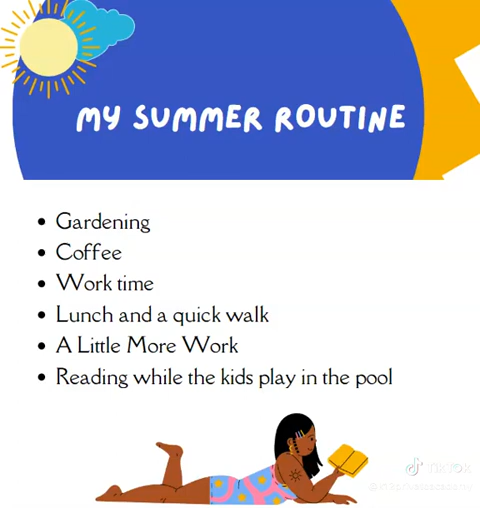 MY SUMMER ROUTINE
• Gardening
• Coffee
• Work time
• Lunch and a quick walk
• A Little More Work
• Reading while the kids play in the pool
TikTok